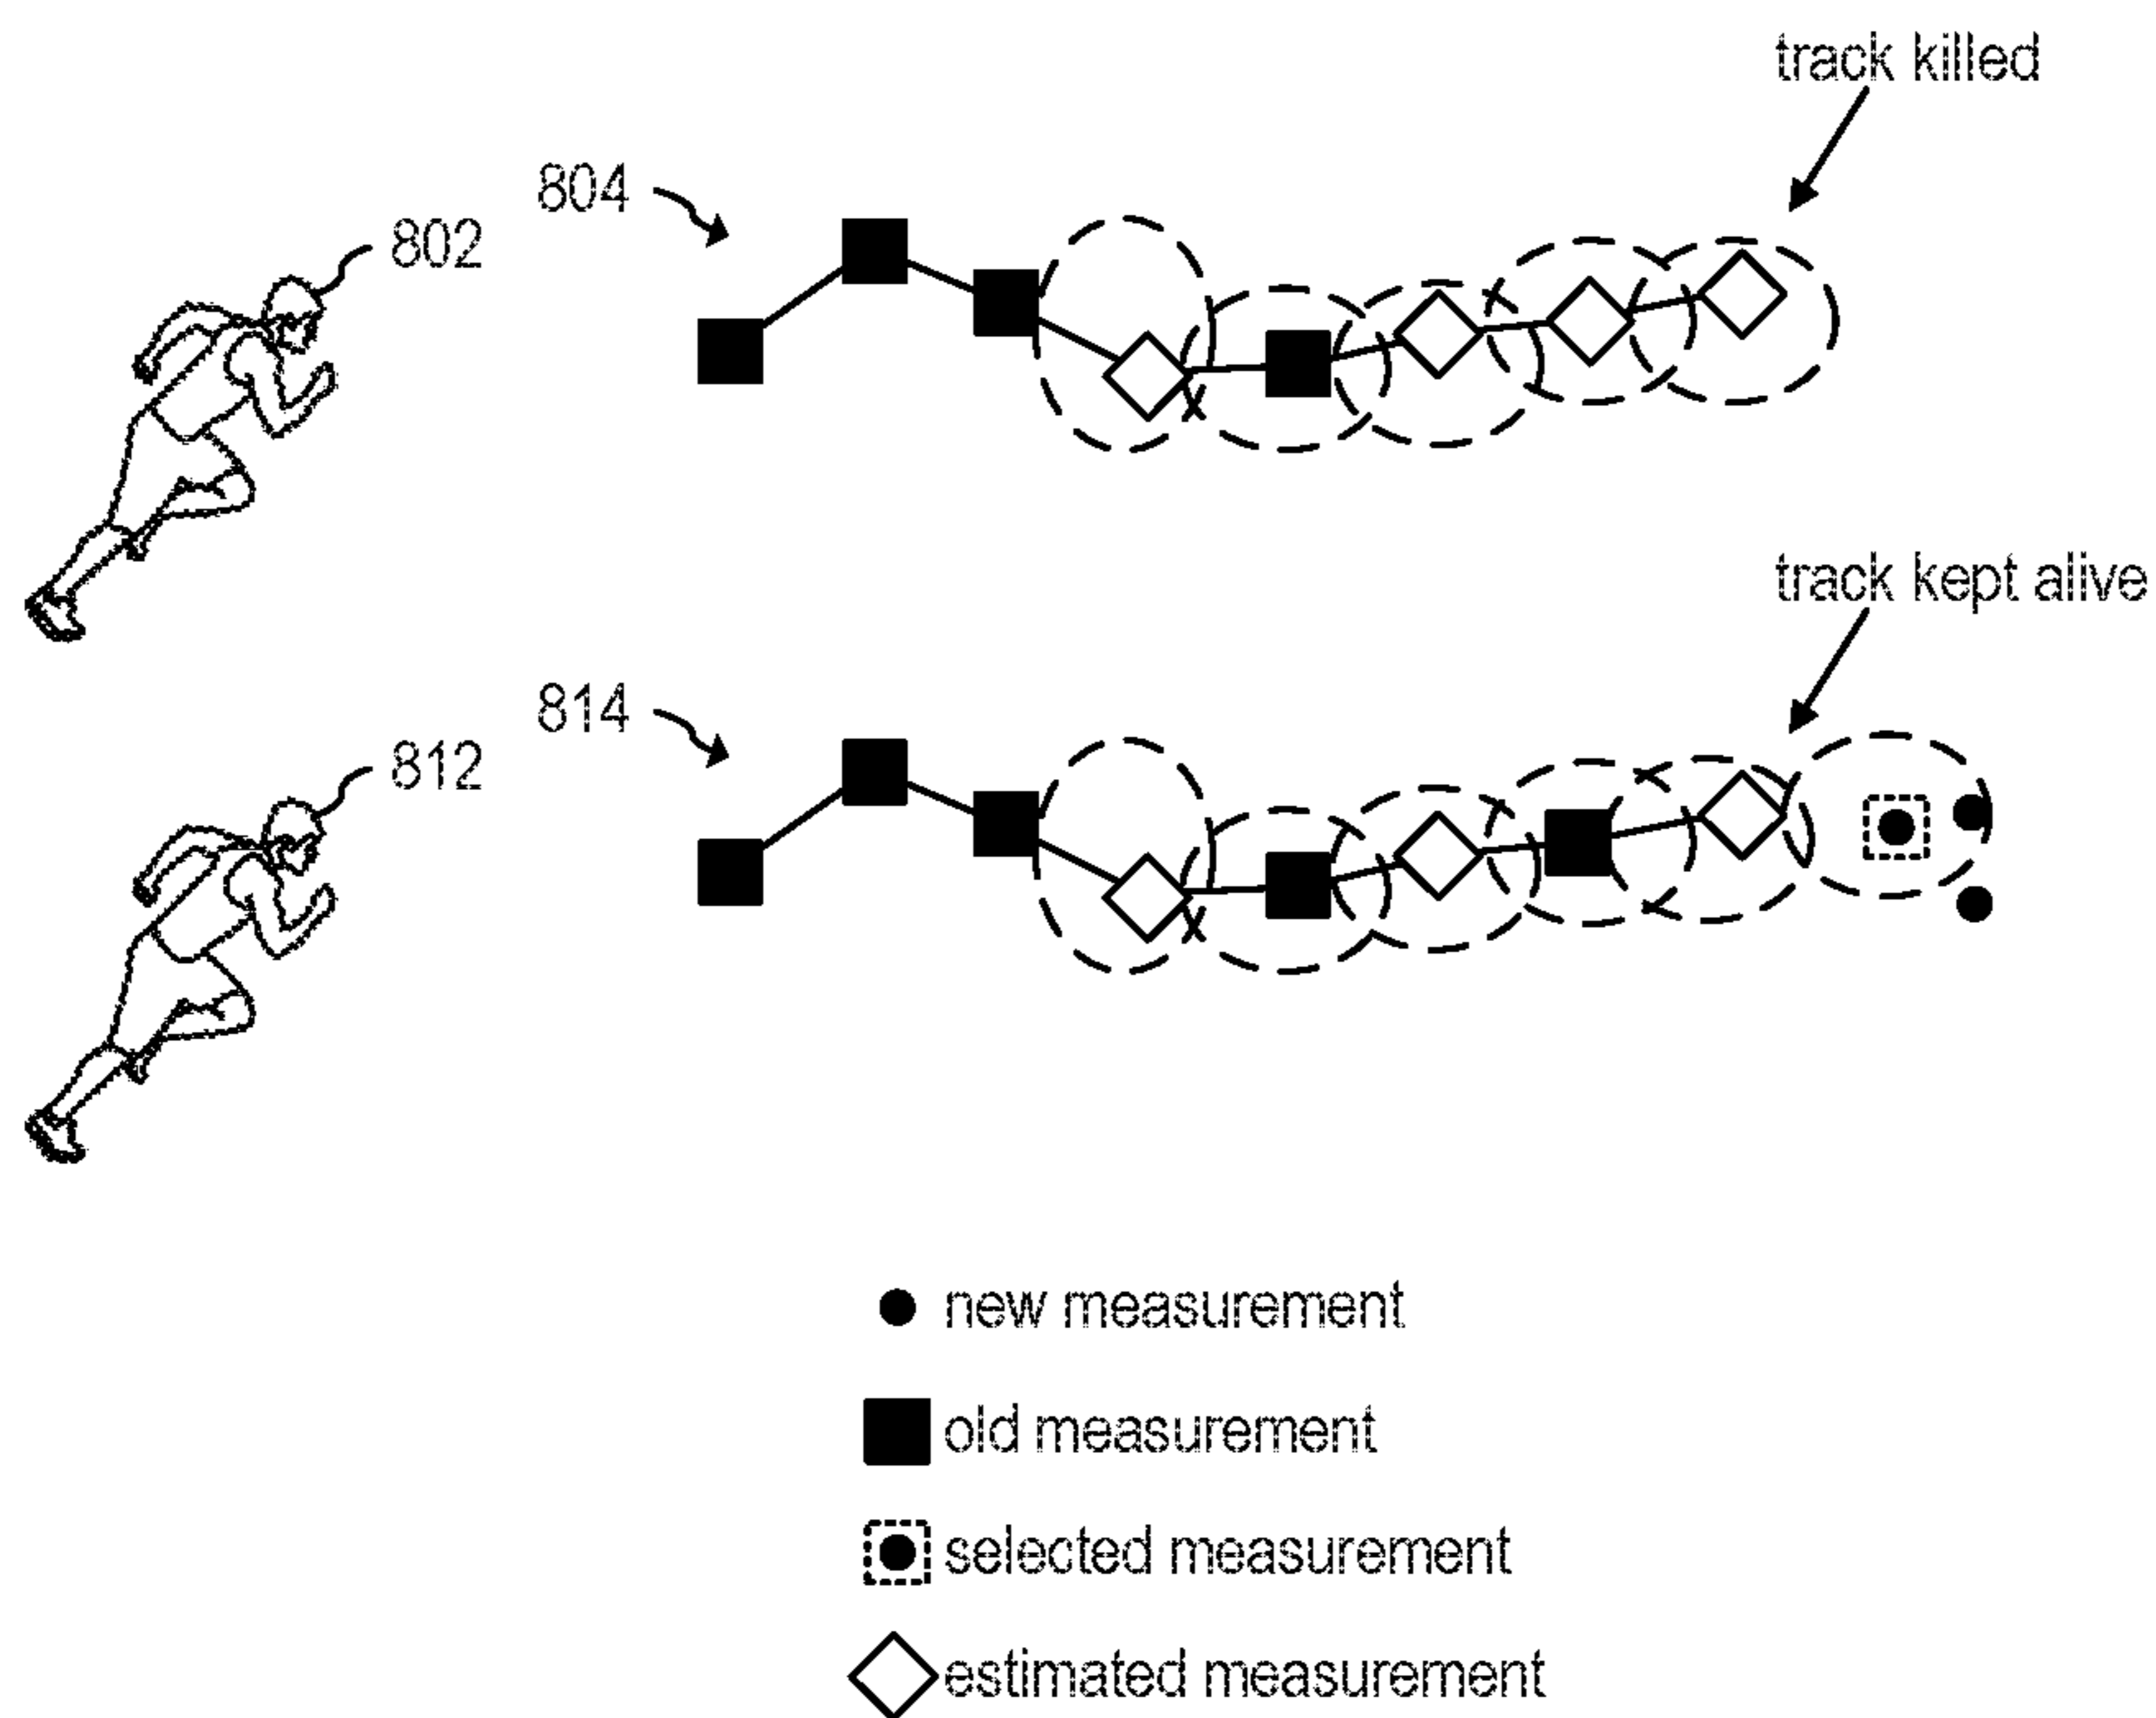 track killed
804
802
track kept alive
814
812
new measurement
old measurement
selected measurement
estimated measurement